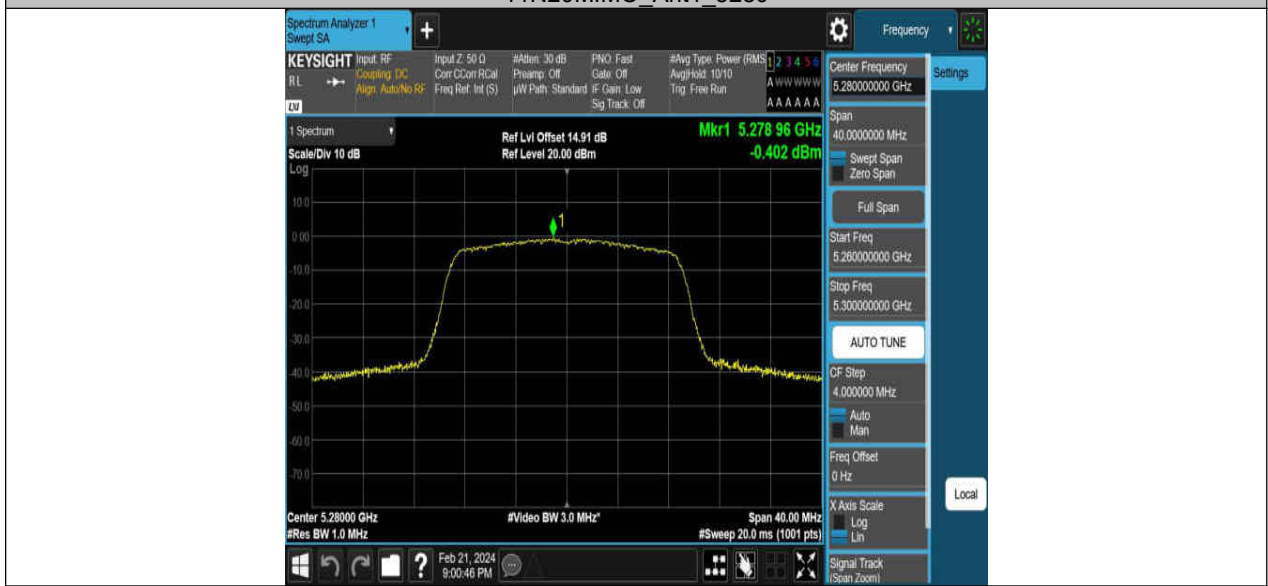 11N20MIMO_Ant1_5280
Spectrum Analyzer 1
Swept SA
+
Frequency
KEYSIGHT
RL
LXI
Input: RF
Coupling: DC
Align: Auto/No RF
Input Z: 50 Ω
Corr CCorr RCal
Freq Ref: Int (S)
#Atten: 30 dB
Preamp: Off
µW Path: Standard
PNO: Fast
Gate: Off
IF Gain: Low
Sig Track: Off
#Avg Type: Power (RMS
Avg|Hold: 10/10
Trig: Free Run
1 2 3 4 5 6
A W W W W W
A A A A A A
1 Spectrum
Scale/Div 10 dB
Log
Ref Lvl Offset 14.91 dB
Ref Level 20.00 dBm
Mkr1 5.278 96 GHz
-0.402 dBm
10.0
0.00
-10.0
-20.0
-30.0
-40.0
-50.0
-60.0
-70.0
1
Center 5.28000 GHz
#Res BW 1.0 MHz
#Video BW 3.0 MHz*
Span 40.00 MHz
#Sweep 20.0 ms (1001 pts)
Feb 21, 2024
9:00:46 PM
?
Center Frequency
5.280000000 GHz
Settings
Span
40.0000000 MHz
Swept Span
Zero Span
Full Span
Start Freq
5.260000000 GHz
Stop Freq
5.300000000 GHz
AUTO TUNE
CF Step
4.000000 MHz
Auto
Man
Freq Offset
0 Hz
X Axis Scale
Log
Lin
Local
Signal Track
(Span Zoom)